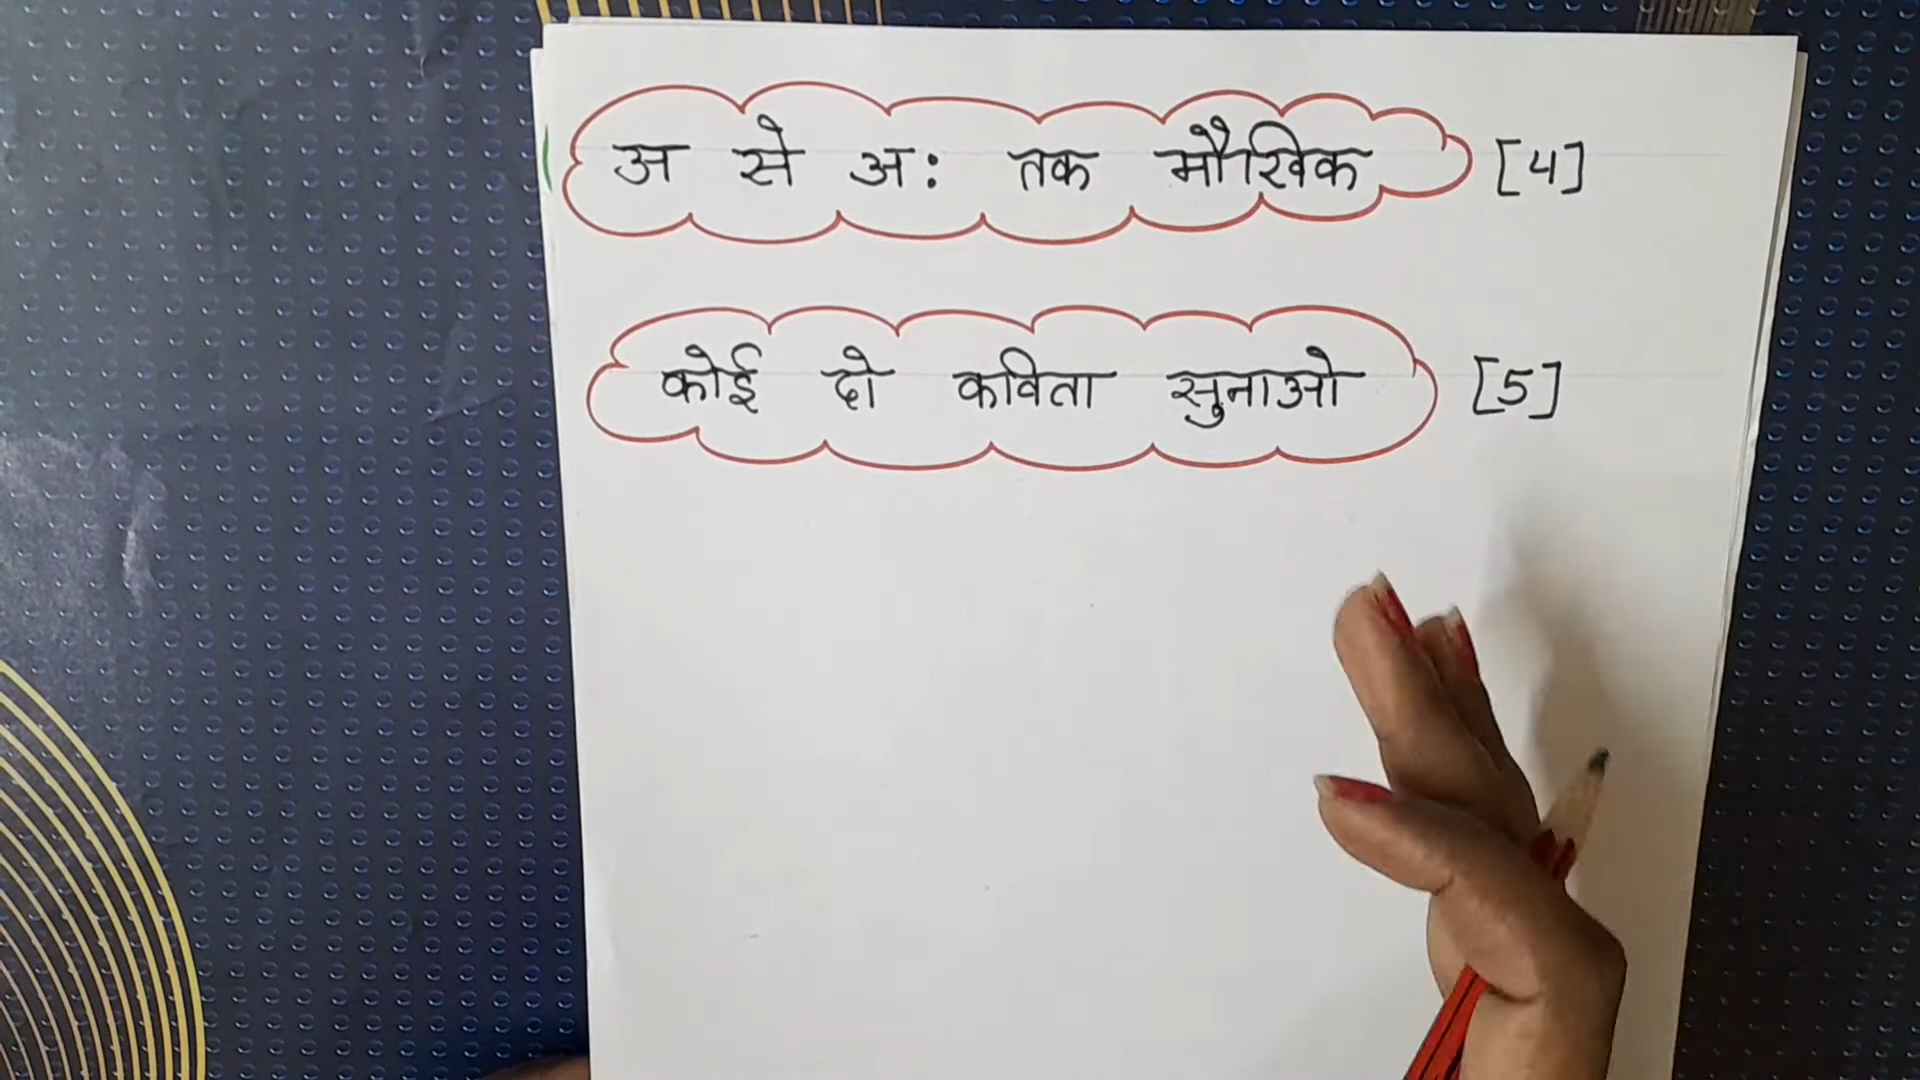 अ से अ: तक मौखिक [4]
कोई दो कविता सुनाओ [5]